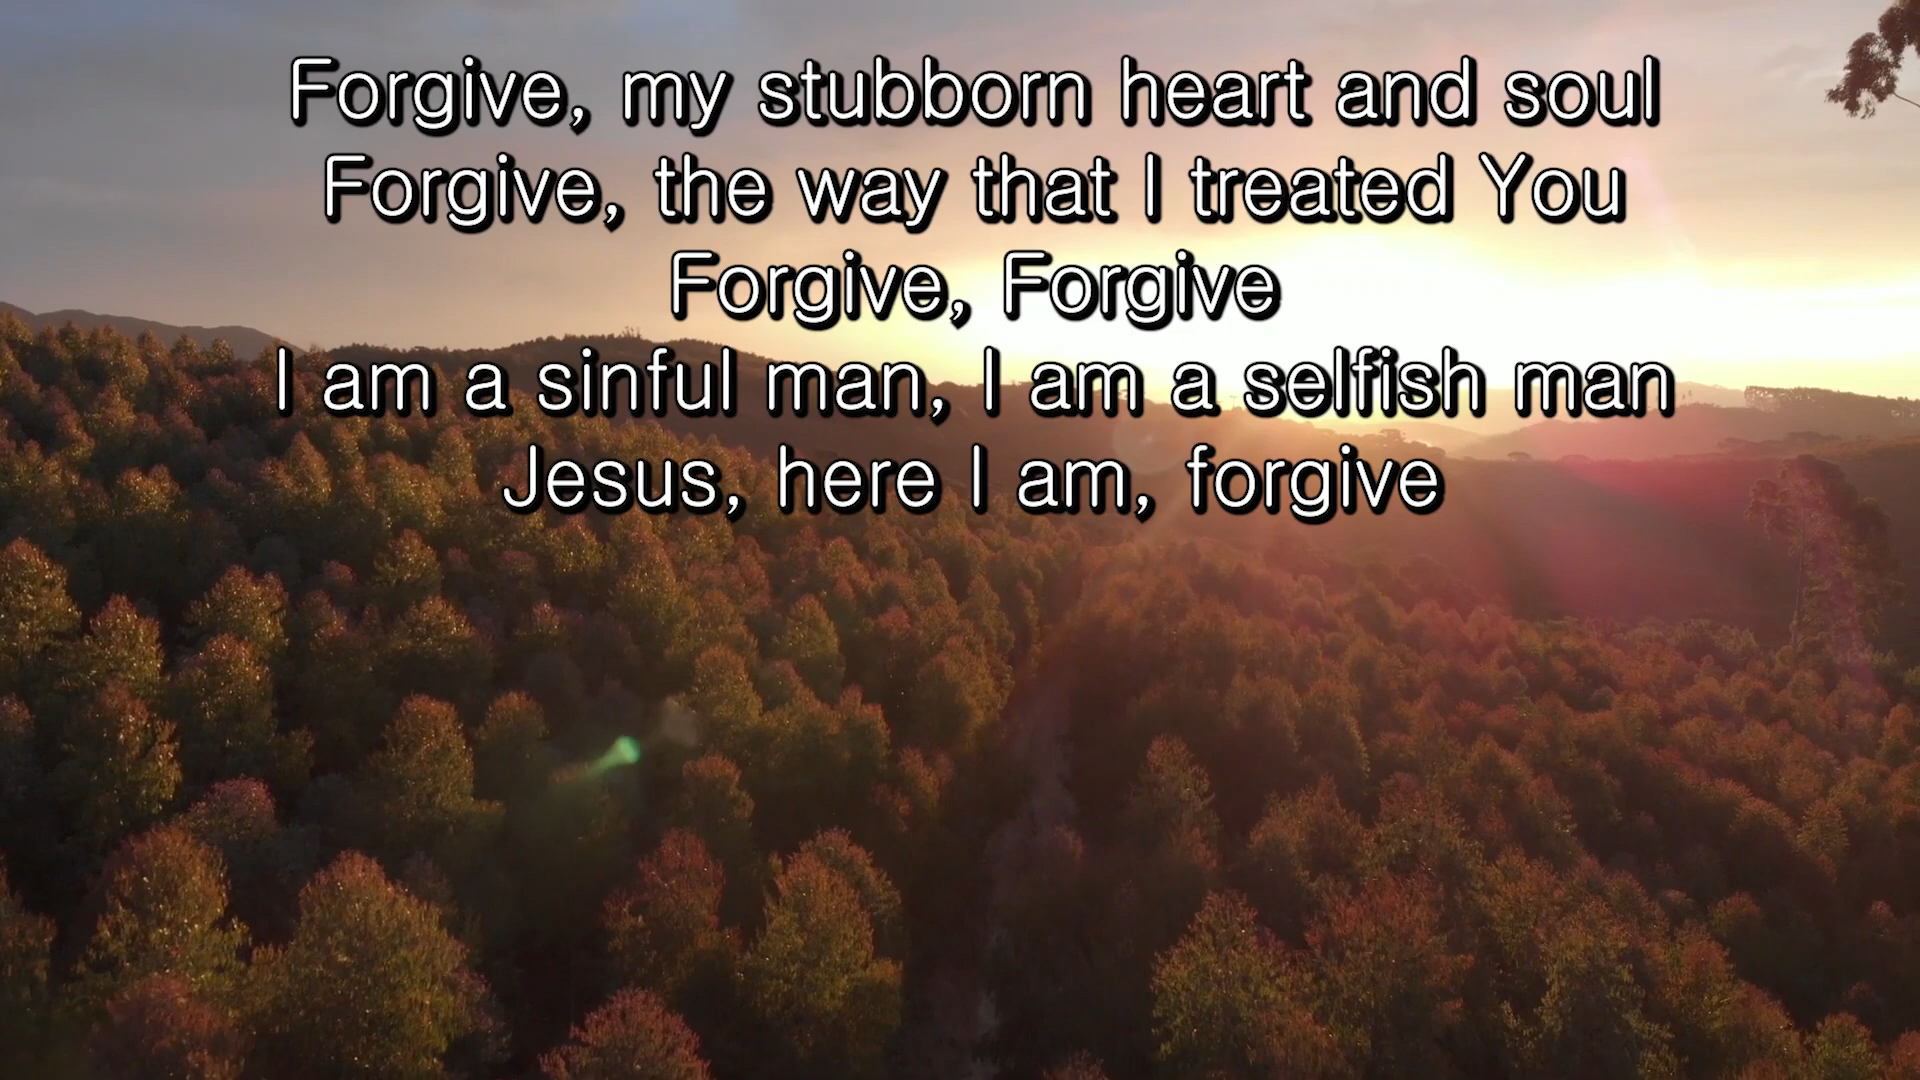 Forgive, my stubborn heart and soul
Forgive, the way that I treated You
Forgive, Forgive
I am a sinful man, I am a selfish man
Jesus, here I am, forgive